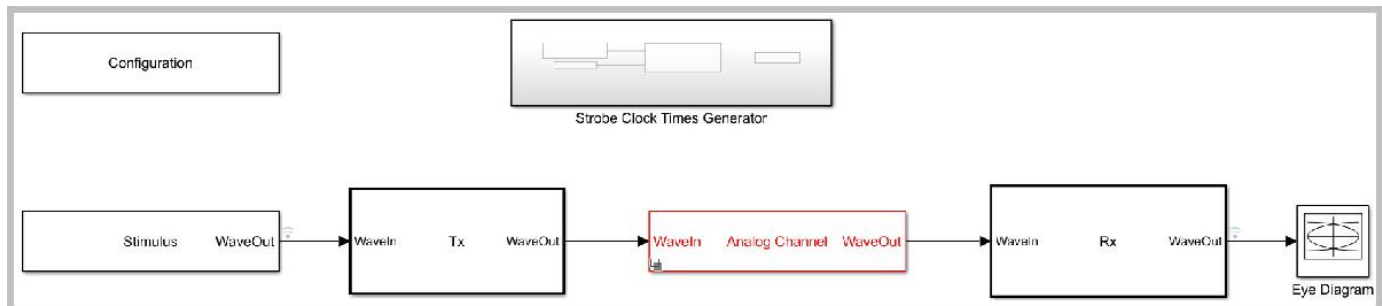 Configuration
Strobe Clock Times Generator
Stimulus WaveOut
WaveIn Tx WaveOut
WaveIn Analog Channel WaveOut
WaveIn Rx WaveOut
Eye Diagram